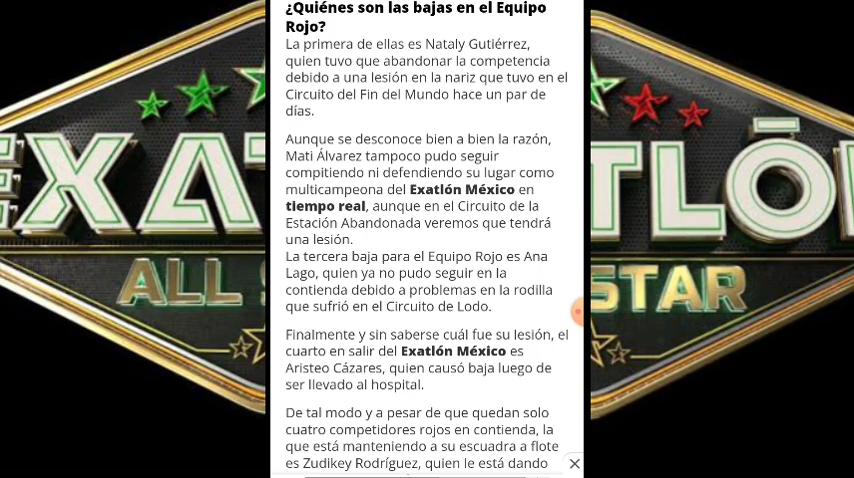 ¿Quiénes son las bajas en el Equipo
Rojo?
La primera de ellas es Nataly Gutiérrez,
quien tuvo que abandonar la competencia
debido a una lesión en la nariz que tuvo en el
Circuito del Fin del Mundo hace un par de
días.
Aunque se desconoce bien a bien la razón,
Mati Álvarez tampoco pudo seguir
compitiendo ni defendiendo su lugar como
multicampeona del Exatlón México en
tiempo real, aunque en el Circuito de la
Estación Abandonada veremos que tendrá
una lesión.
La tercera baja para el Equipo Rojo es Ana
Lago, quien ya no pudo seguir en la
contienda debido a problemas en la rodilla
que sufrió en el Circuito de Lodo.
Finalmente y sin saberse cuál fue su lesión, el
cuarto en salir del Exatlón México es
Aristeo Cázares, quien causó baja luego de
ser llevado al hospital.
De tal modo y a pesar de que quedan solo
cuatro competidores rojos en contienda, la
que está manteniendo a su escuadra a flote
es Zudikey Rodríguez, quien le está dando
EXAT
TLŌ
ALL
STAR